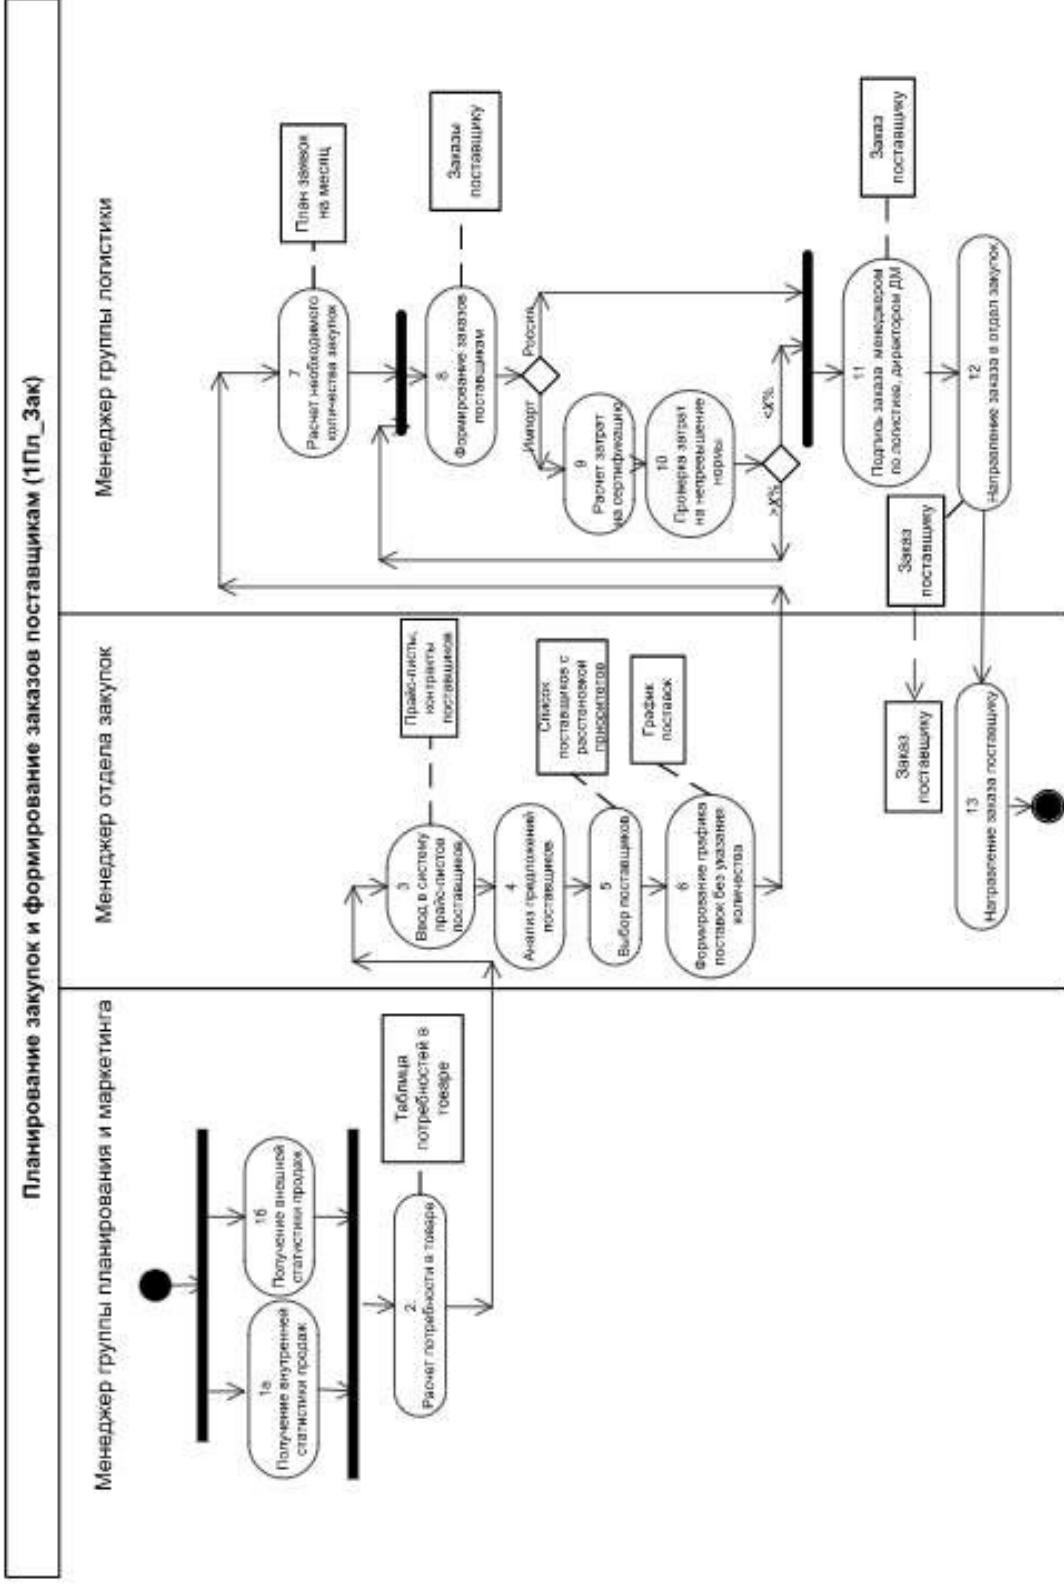 Планирование закупок и формирование заказов поставщикам (1Пл_Зак)
Менеджер группы планирования и маркетинга
Менеджер отдела закупок
Менеджер группы логистики
1а
Получение внутренней
статистики продаж
1б
Получение внешней
статистики продаж
2.
Расчет потребности в товаре
Таблица
потребностей в
товаре
3
Ввод в систему
прайс-листов
поставщиков
Прайс-листы,
контракты
поставщиков
4
Анализ предложений
поставщиков
5
Выбор поставщиков
Список
поставщиков с
расстановкой
приоритетов
6
Формирование графика
поставок без указания
количества
График
поставок
7
Расчет необходимого
количества закупок
План заявок
на месяц
8
Формирование заказов
поставщикам
Заказы
поставщику
Импорт
Россия
9
Расчет затрат
на сертификацию
10
Проверка затрат
на непревышение
нормы
>X%
<X%
11
Подпись заказа менеджером
по логистике, директором ДМ
Заказ
поставщику
12
Направление заказа в отдел закупок
Заказ
поставщику
Заказ
поставщику
13
Направление заказа поставщику